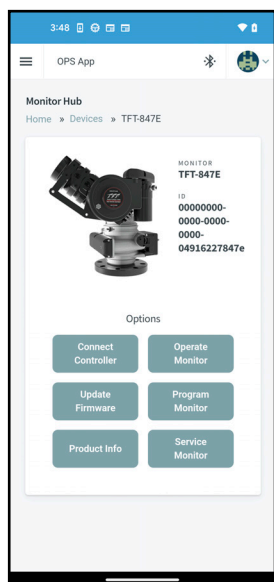 3:48
OPS App
Monitor Hub
Home » Devices » TFT-847E
MONITOR
TFT-847E
ID
00000000-
0000-0000-
0000-
04916227847e
Options
Connect
Controller
Operate
Monitor
Update
Firmware
Program
Monitor
Product Info
Service
Monitor